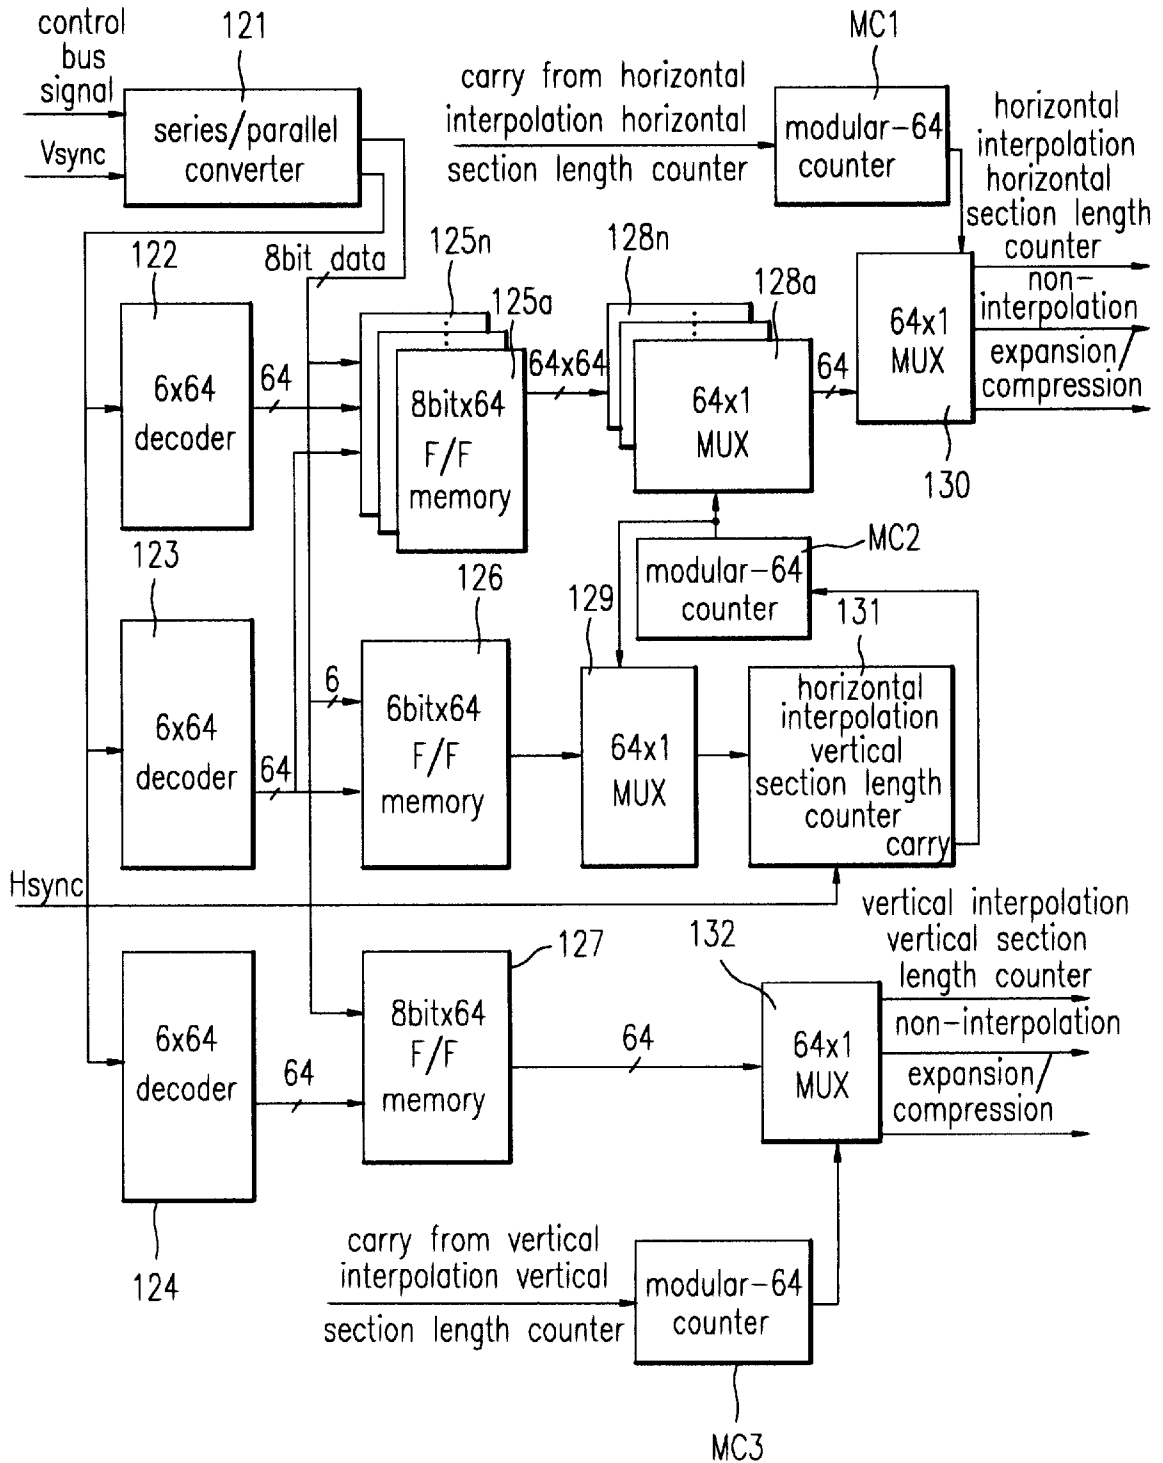 control
bus
signal
121
Vsync
series/parallel
converter
carry from horizontal
interpolation horizontal
section length counter
MC1
modular-64
counter
horizontal
interpolation
horizontal
section length
counter
non-
interpolation
expansion/
compression
122
8bit data
125n
125a
128n
128a
6x64
decoder
64
8bitx64
F/F
memory
64x64
64x1
MUX
64
64x1
MUX
130
123
126
129
MC2
modular-64
counter
131
6x64
decoder
64
6
6bitx64
F/F
memory
64x1
MUX
horizontal
interpolation
vertical
section length
counter
carry
Hsync
127
132
vertical interpolation
vertical section
length counter
non-interpolation
expansion/
compression
6x64
decoder
64
8bitx64
F/F
memory
64
64x1
MUX
124
carry from vertical
interpolation vertical
section length counter
modular-64
counter
MC3